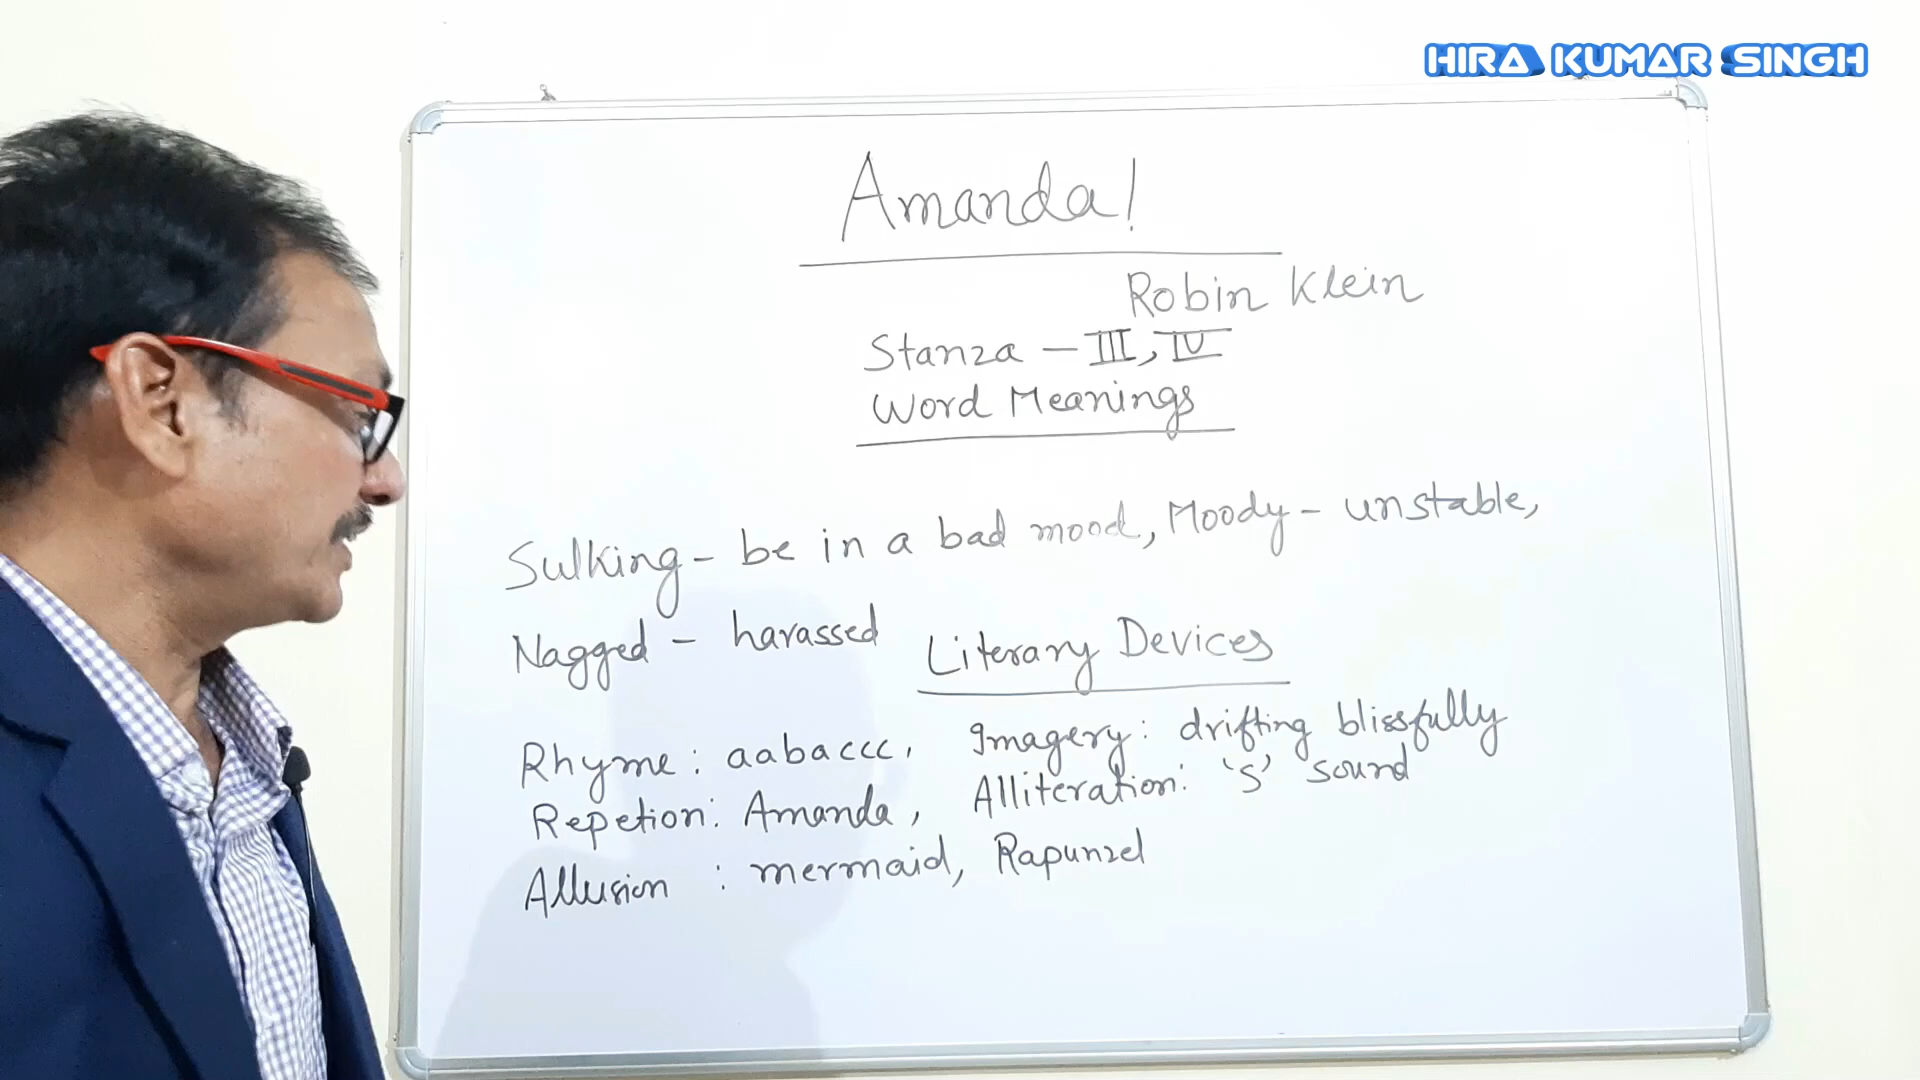 HIRA KUMAR SINGH
Amanda!
Robin Klein
Stanza - III, IV
Word Meanings
Sulking - be in a bad mood, Moody - unstable,
Nagged - harassed
Literary Devices
Rhyme: aabaccc, Imagery: drifting blissfully
Repetion: Amanda, Alliteration: 'S' sound
Allusion : mermaid, Rapunzel